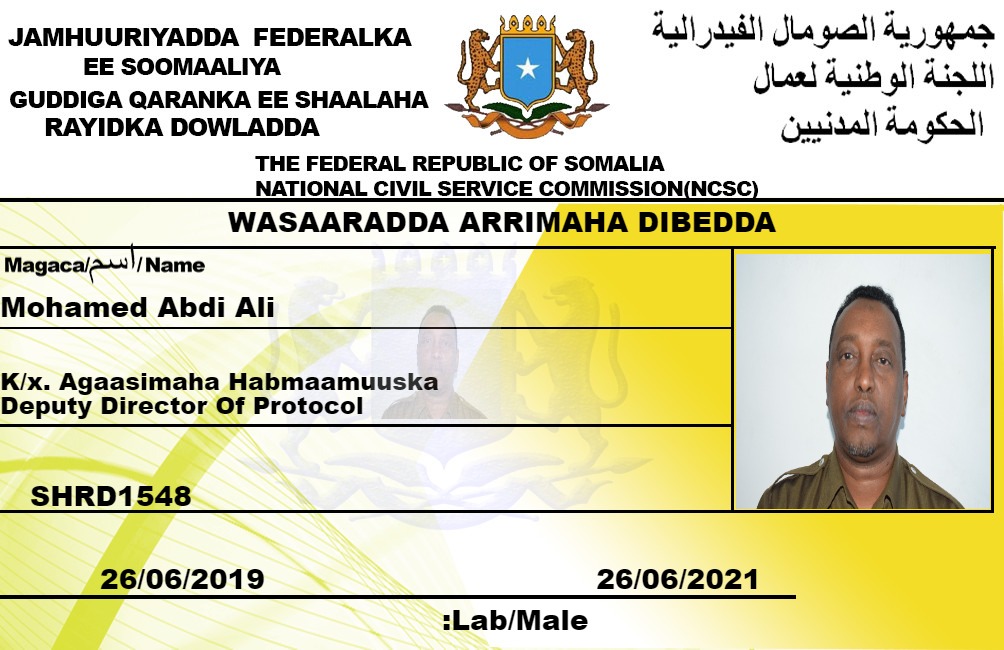 JAMHUURIYADDA FEDERALKA
EE SOOMAALIYA
GUDDIGA QARANKA EE SHAALAHA
RAYIDKA DOWLADDA
جمهورية الصومال الفيدرالية
اللجنة الوطنية لعمال
الحكومة المدنيين
THE FEDERAL REPUBLIC OF SOMALIA
NATIONAL CIVIL SERVICE COMMISSION(NCSC)
WASAARADDA ARRIMAHA DIBEDDA
Magaca/اسم/Name
Mohamed Abdi Ali
K/x. Agaasimaha Habmaamuuska
Deputy Director Of Protocol
SHRD1548
26/06/2019 26/06/2021
:Lab/Male